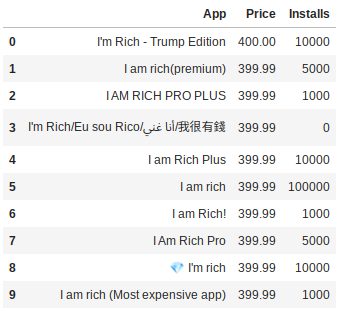 App Price Installs
0 I'm Rich - Trump Edition 400.00 10000
1 I am rich(premium) 399.99 5000
2 I AM RICH PRO PLUS 399.99 1000
3 I'm Rich/Eu sou Rico/أنا غني/我很有錢 399.99 0
4 I am Rich Plus 399.99 10000
5 I am rich 399.99 100000
6 I am Rich! 399.99 1000
7 I Am Rich Pro 399.99 5000
8 💎 I'm rich 399.99 10000
9 I am rich (Most expensive app) 399.99 1000